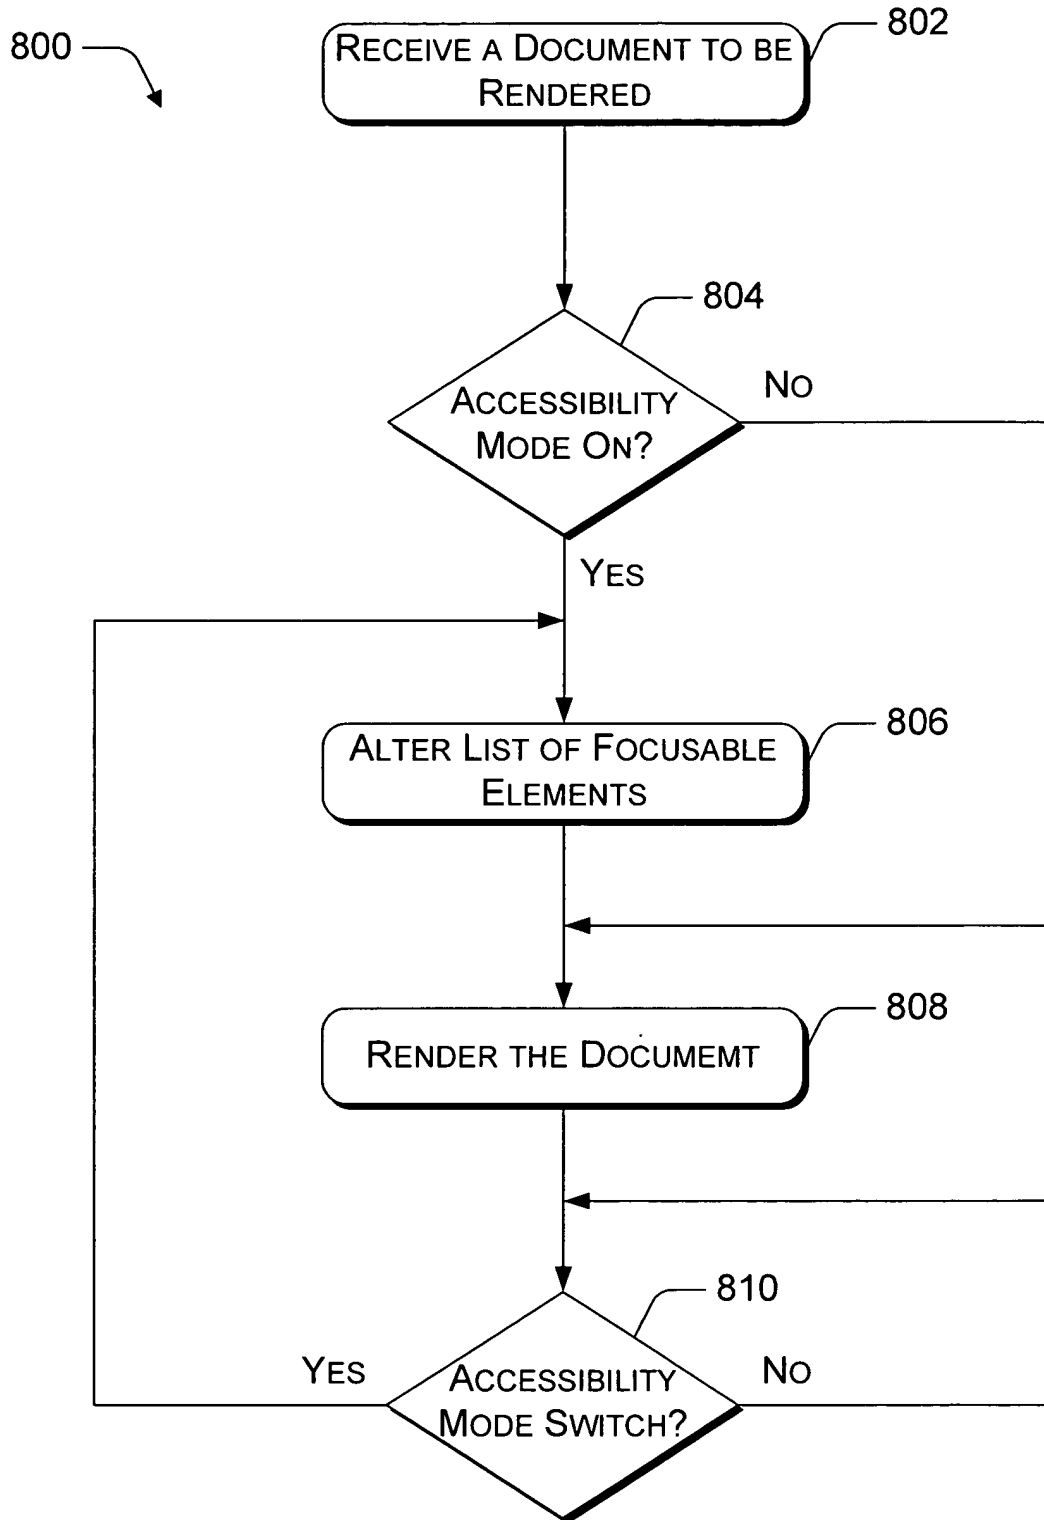 800
802
RECEIVE A DOCUMENT TO BE
RENDERED
804
ACCESSIBILITY
MODE ON?
NO
YES
806
ALTER LIST OF FOCUSABLE
ELEMENTS
808
RENDER THE DOCUMEMT
810
ACCESSIBILITY
MODE SWITCH?
YES
NO